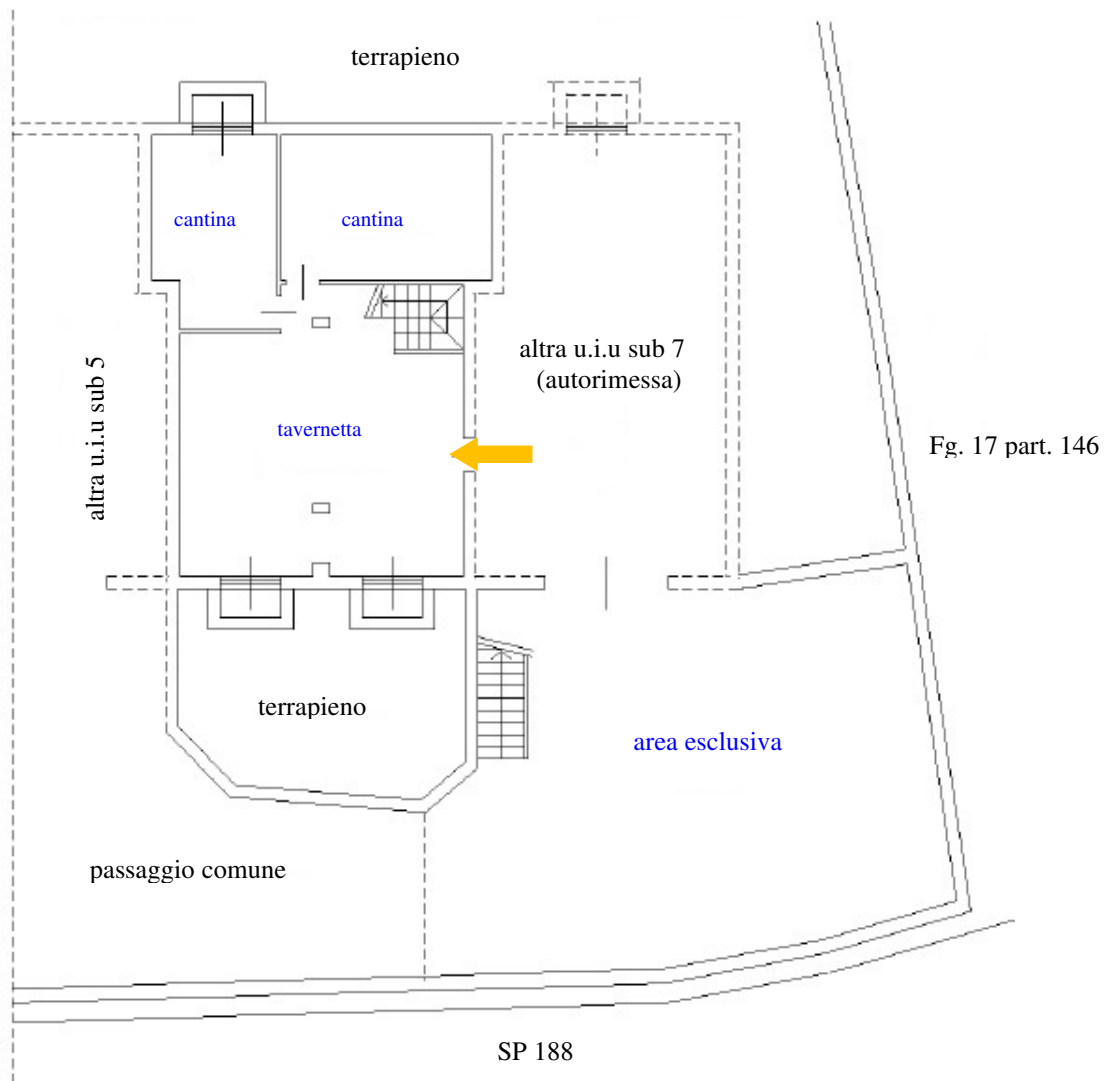 terrapieno
cantina
cantina
altra u.i.u sub 7
(autorimessa)
altra u.i.u sub 5
tavernetta
Fg. 17 part. 146
terrapieno
area esclusiva
passaggio comune
SP 188